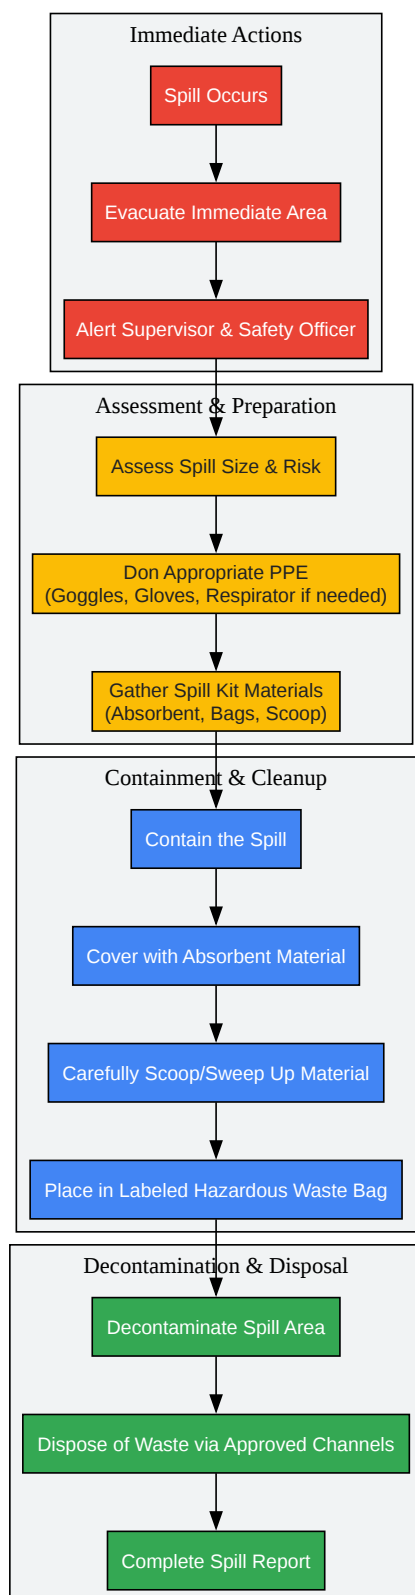 Immediate Actions
Spill Occurs
Evacuate Immediate Area
Alert Supervisor & Safety Officer
Assessment & Preparation
Assess Spill Size & Risk
Don Appropriate PPE
(Goggles, Gloves, Respirator if needed)
Gather Spill Kit Materials
(Absorbent, Bags, Scoop)
Containment & Cleanup
Contain the Spill
Cover with Absorbent Material
Carefully Scoop/Sweep Up Material
Place in Labeled Hazardous Waste Bag
Decontamination & Disposal
Decontaminate Spill Area
Dispose of Waste via Approved Channels
Complete Spill Report